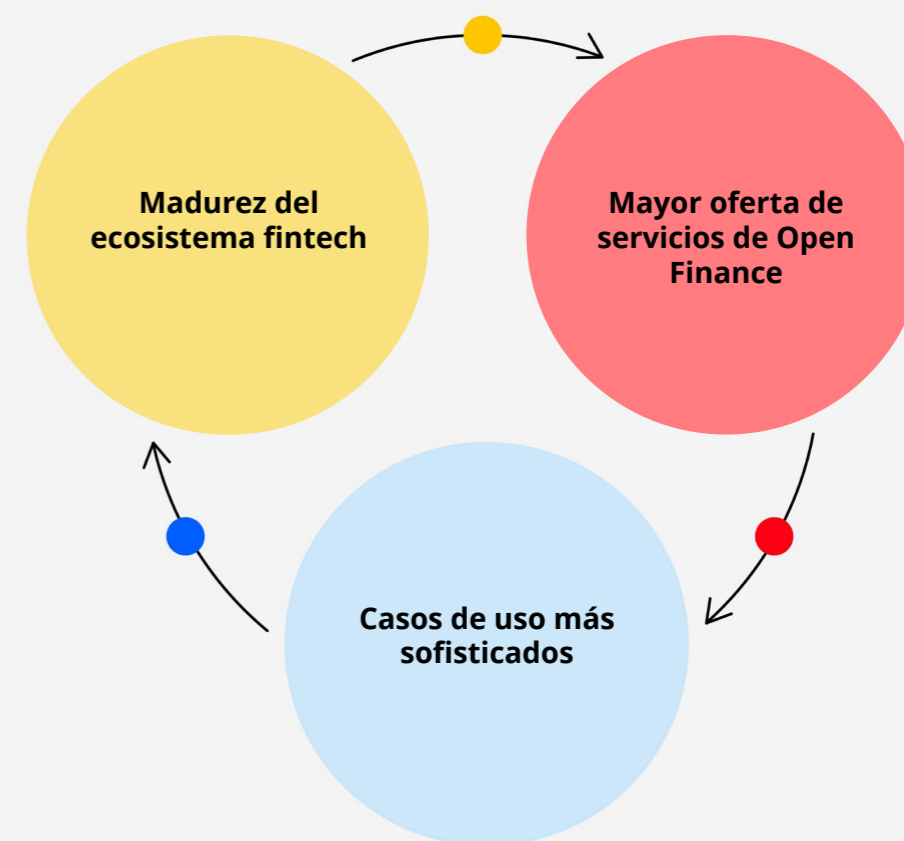 Madurez del
ecosistema fintech
Mayor oferta de
servicios de Open
Finance
Casos de uso más
sofisticados